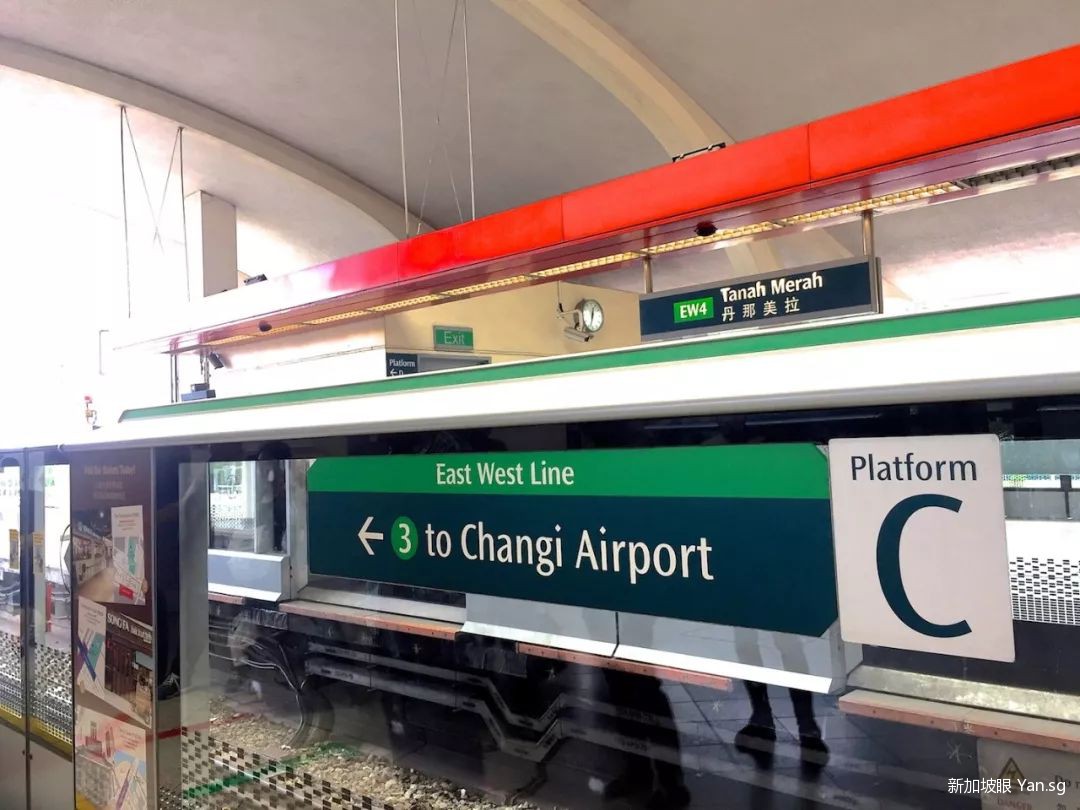 EW4
Tanah Merah
丹那美拉
Exit
Platform
East West Line
← 3 to Changi Airport
Platform
C
SONGFA
新加坡眼 Yan.sg